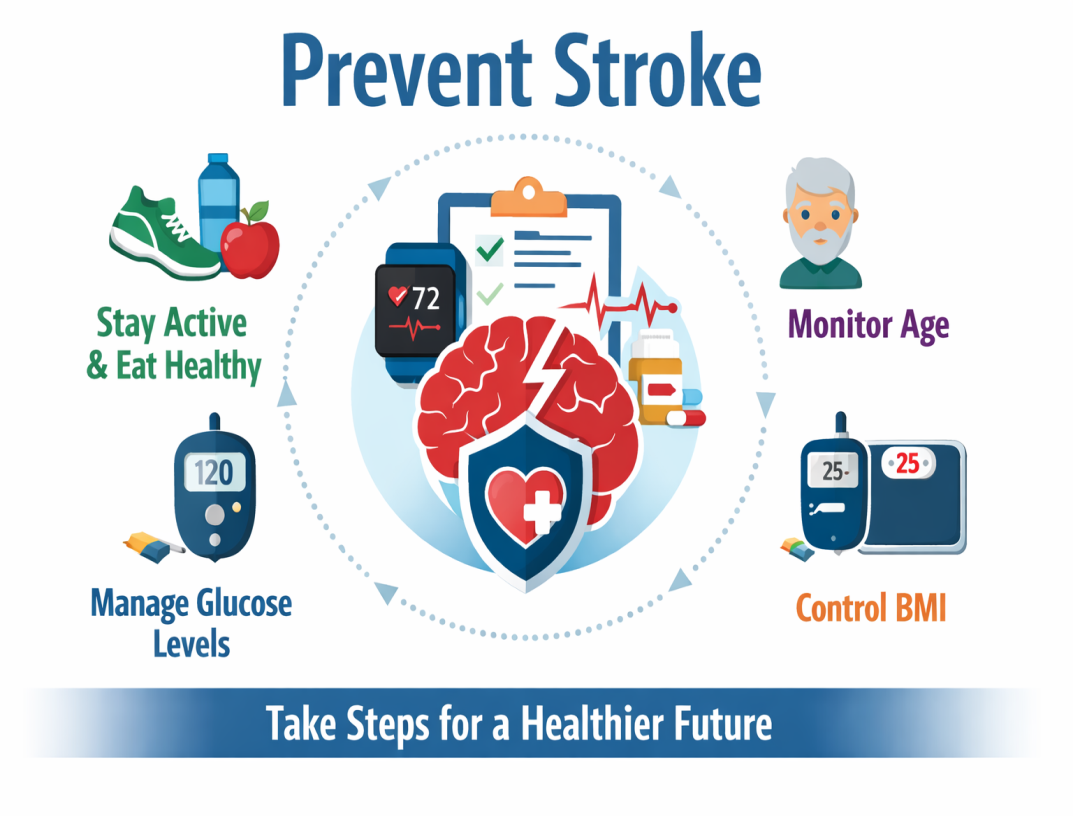 Prevent Stroke
72
Stay Active
& Eat Healthy
Monitor Age
120
25-
25
Manage Glucose
Levels
Control BMI
Take Steps for a Healthier Future